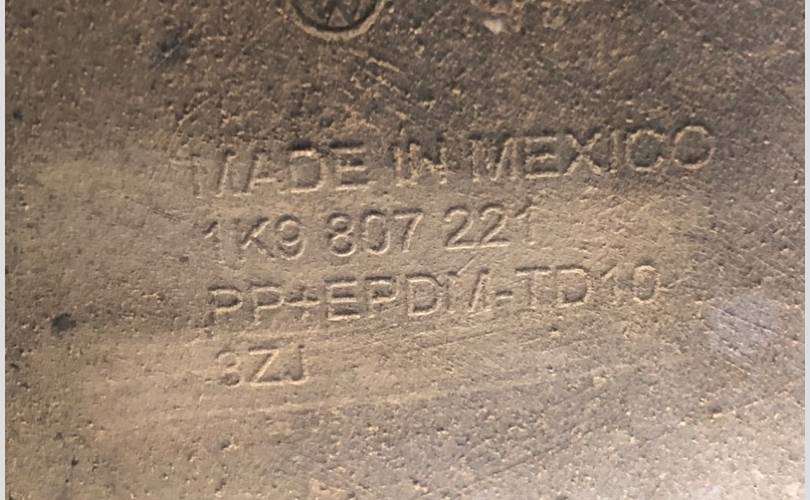 MADE IN MEXICO
1K9 807 221
PP+EPDM-TD10
3ZJ